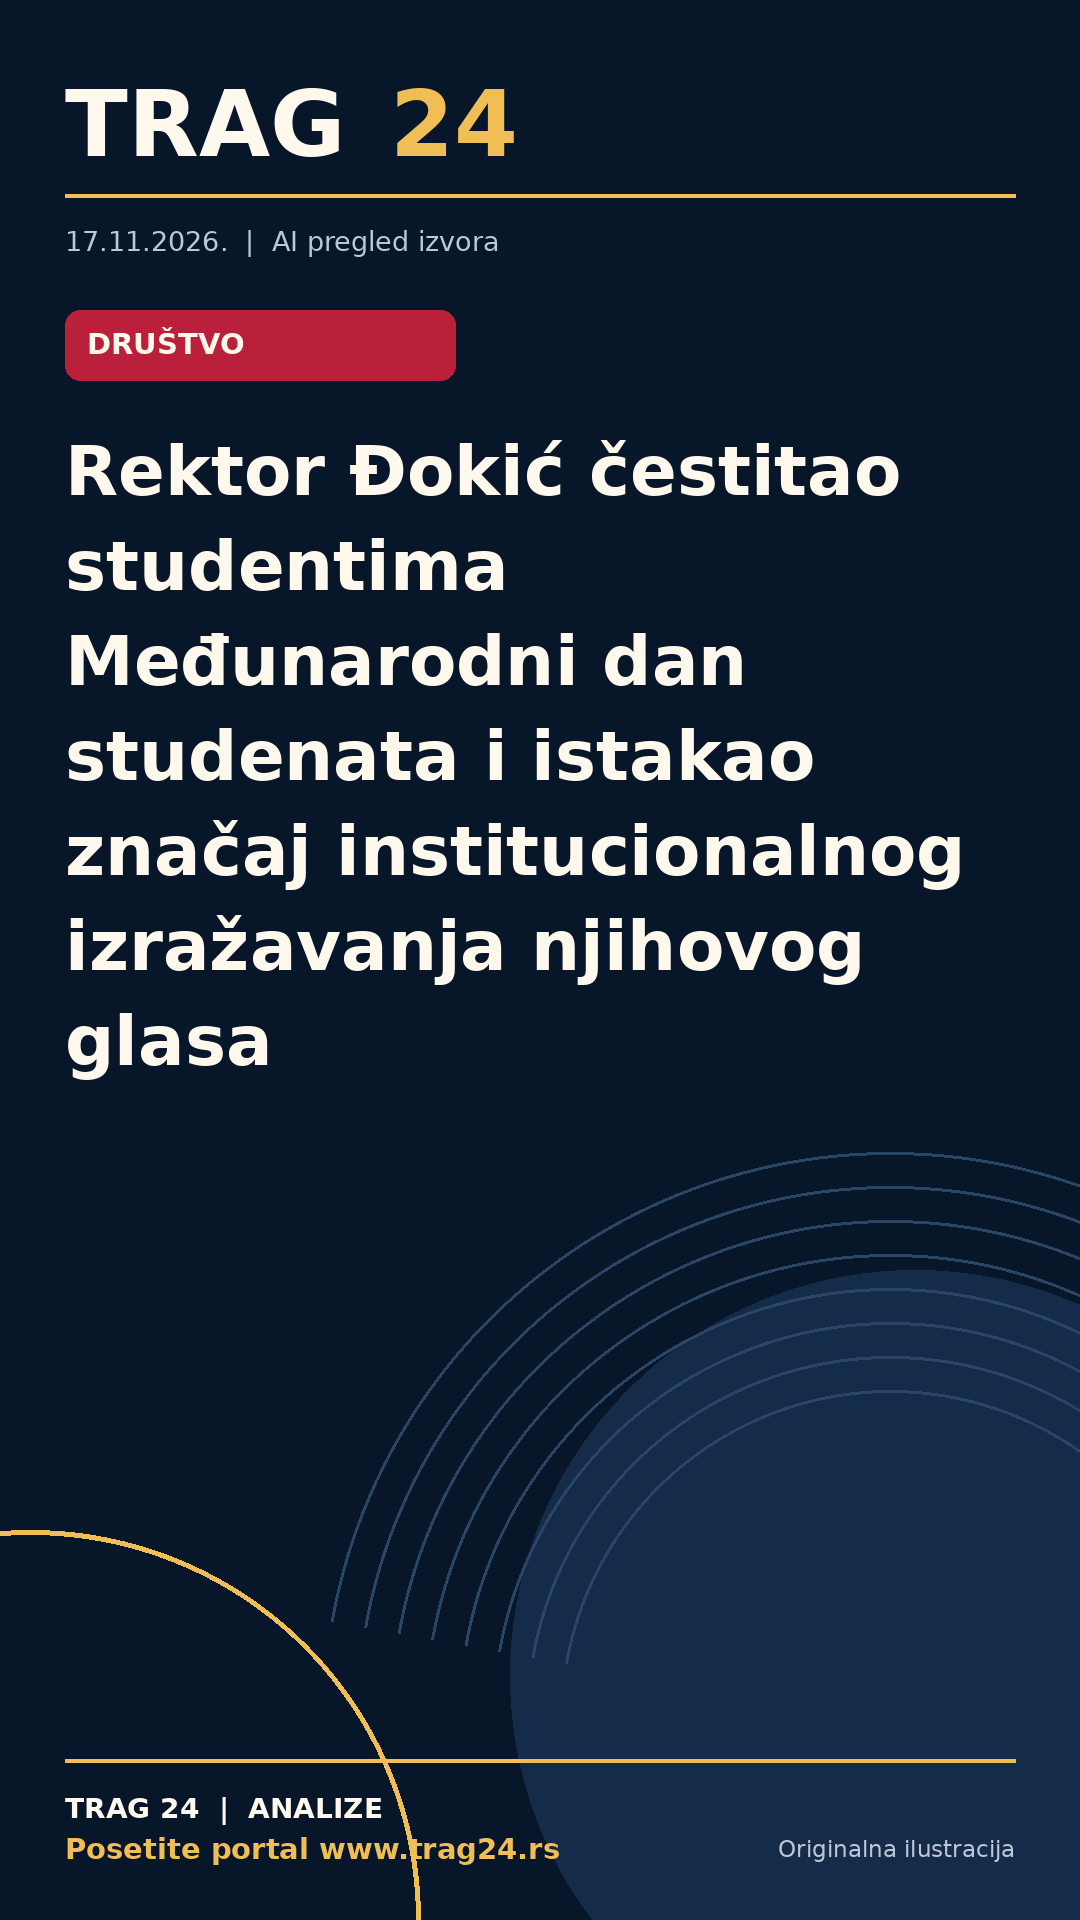 TRAG 24
17.11.2026. | AI pregled izvora
DRUŠTVO
Rektor Đokić čestitao
studentima
Međunarodni dan
studenata i istakao
značaj institucionalnog
izražavanja njihovog
glasa
TRAG 24 | ANALIZE
Posetite portal www.trag24.rs
Originalna ilustracija